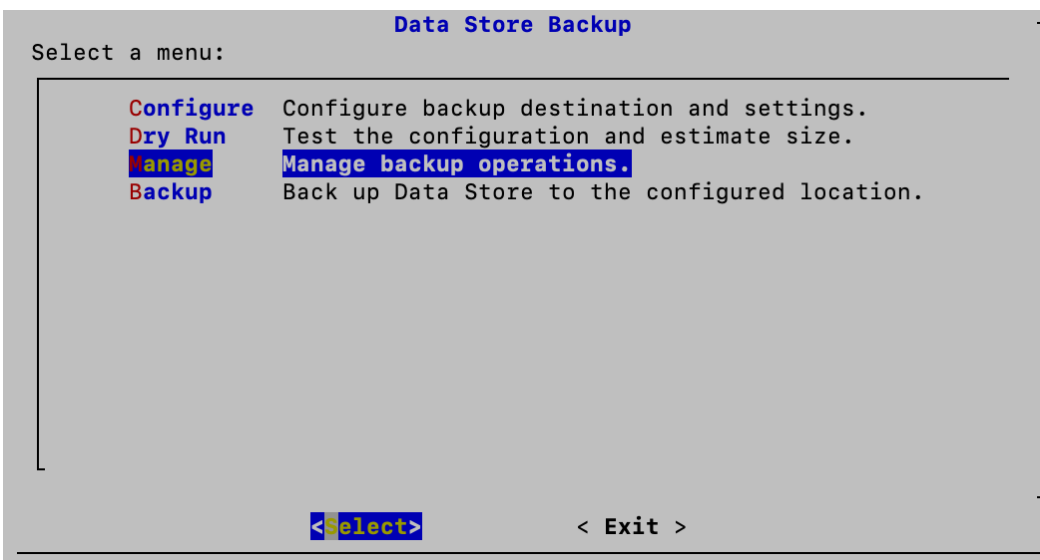 Data Store Backup
Select a menu:
Configure Configure backup destination and settings.
Dry Run Test the configuration and estimate size.
Manage Manage backup operations.
Backup Back up Data Store to the configured location.
<Select> < Exit >